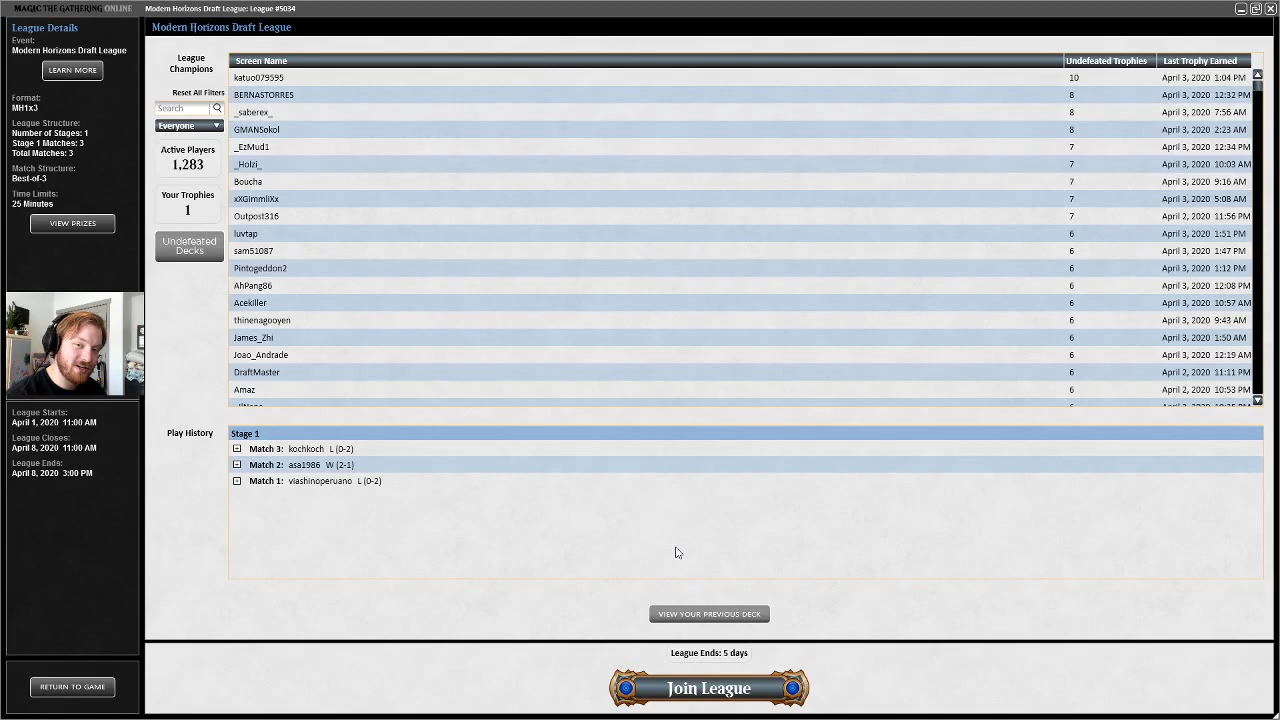 MAGIC THE GATHERING ONLINE Modern Horizons Draft League: League #5034
League Details
Event:
Modern Horizons Draft League
LEARN MORE
Format:
MH1x3
League Structure:
Number of Stages: 1
Stage 1 Matches: 3
Total Matches: 3
Match Structure:
Best-of-3
Time Limits:
25 Minutes
VIEW PRIZES
League Starts:
April 1, 2020 11:00 AM
League Closes:
April 8, 2020 11:00 AM
League Ends:
April 8, 2020 3:00 PM
RETURN TO GAME
Modern Horizons Draft League
League
Champions
Reset All Filters
Search
Everyone
Active Players
1,283
Your Trophies
1
Undefeated
Decks
Screen Name Undefeated Trophies Last Trophy Earned
katuo079595 10 April 3, 2020 1:04 PM
BERNASTORRES 8 April 3, 2020 12:32 PM
_saberex_ 8 April 3, 2020 7:56 AM
GMANSokol 8 April 3, 2020 2:23 AM
_EzMud1 7 April 3, 2020 12:34 PM
_Holzi_ 7 April 3, 2020 10:03 AM
Boucha 7 April 3, 2020 9:16 AM
xXGImmliXx 7 April 3, 2020 5:08 AM
Outpost316 7 April 2, 2020 11:56 PM
luvtap 6 April 3, 2020 1:51 PM
sam51087 6 April 3, 2020 1:47 PM
Pintogeddon2 6 April 3, 2020 1:12 PM
AhPang86 6 April 3, 2020 12:08 PM
Acekiller 6 April 3, 2020 10:57 AM
thinenagooyen 6 April 3, 2020 9:43 AM
James_Zhi 6 April 3, 2020 1:50 AM
Joao_Andrade 6 April 3, 2020 12:19 AM
DraftMaster 6 April 2, 2020 11:11 PM
Amaz 6 April 2, 2020 10:53 PM
Play History
Stage 1
Match 3: kochkoch L (0-2)
Match 2: asa1986 W (2-1)
Match 1: viashinoperuano L (0-2)
VIEW YOUR PREVIOUS DECK
League Ends: 5 days
Join League